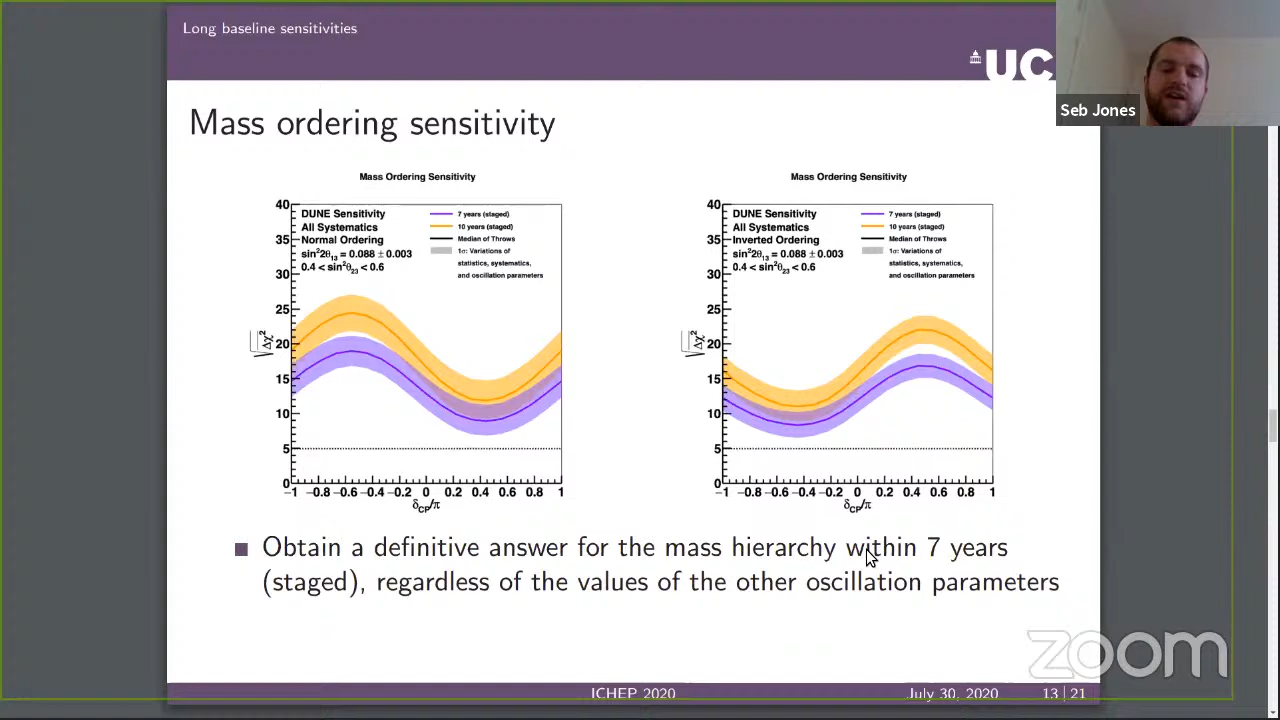 Long baseline sensitivities
UC
Seb Jones
Mass ordering sensitivity
Mass Ordering Sensitivity
40
35
30
25
20
15
10
5
0
√Δχ²
DUNE Sensitivity
All Systematics
Normal Ordering
sin²2θ₁₃ = 0.088 ± 0.003
0.4 < sin²θ₂₃ < 0.6
7 years (staged)
10 years (staged)
Median of Throws
1σ: Variations of
statistics, systematics,
and oscillation parameters
−1 −0.8 −0.6 −0.4 −0.2 0 0.2 0.4 0.6 0.8 1
δCP/π
Mass Ordering Sensitivity
40
35
30
25
20
15
10
5
0
√Δχ²
DUNE Sensitivity
All Systematics
Inverted Ordering
sin²2θ₁₃ = 0.088 ± 0.003
0.4 < sin²θ₂₃ < 0.6
7 years (staged)
10 years (staged)
Median of Throws
1σ: Variations of
statistics, systematics,
and oscillation parameters
−1 −0.8 −0.6 −0.4 −0.2 0 0.2 0.4 0.6 0.8 1
δCP/π
Obtain a definitive answer for the mass hierarchy within 7 years
(staged), regardless of the values of the other oscillation parameters
zoom
ICHEP 2020 July 30, 2020 13 | 21